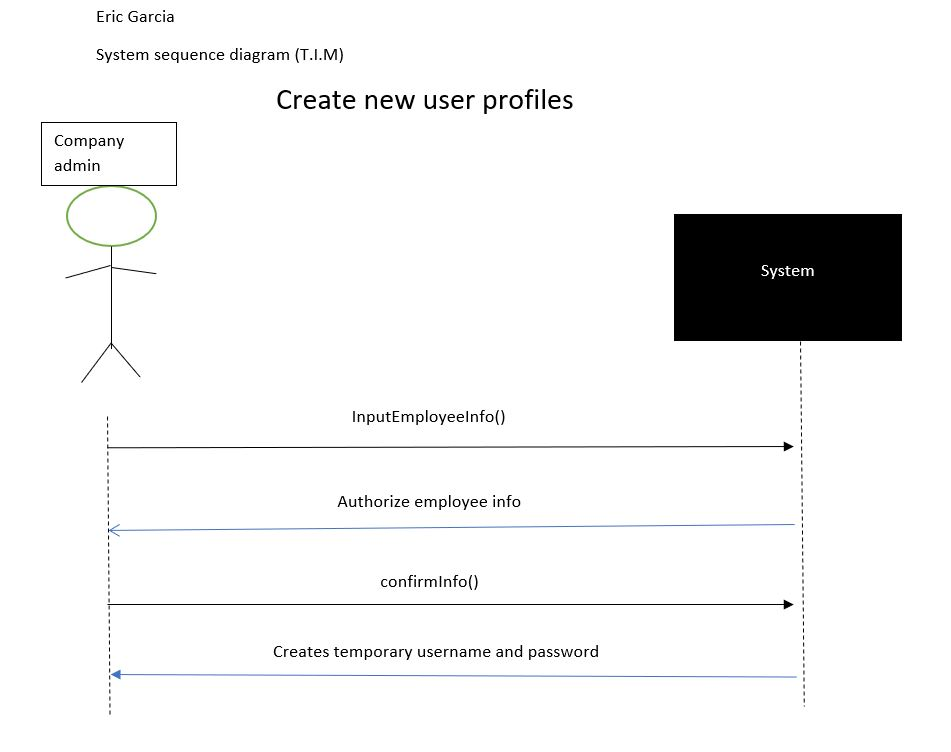 Eric Garcia
System sequence diagram (T.I.M)
Create new user profiles
Company
admin
System
InputEmployeeInfo()
Authorize employee info
confirmInfo()
Creates temporary username and password